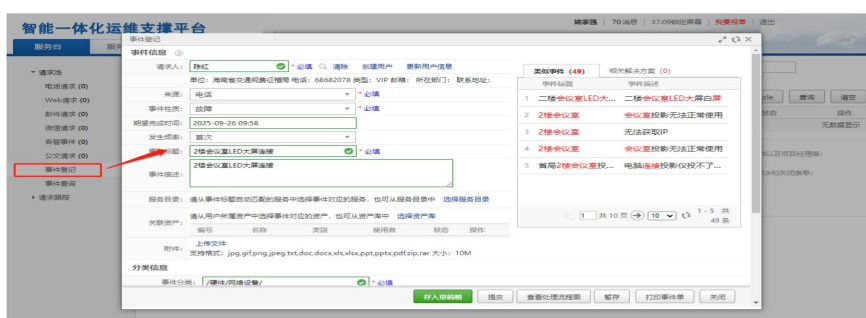 智能一体化运维支撑平台
姚家强 | 70 消息 | 37:09锁定屏幕 | 我要报单 | 退出
服务台
请求池
电话请求 (0)
Web请求 (0)
邮件请求 (0)
微信请求 (0)
告警事件 (0)
公文请求 (0)
事件登记
事件查询
请求跟踪
事件登记
事件信息
请求人: 陈红 * 必填 清除 创建用户 更新用户信息
单位: 海南省交通规费征稽局 电话: 68682078 类型: VIP 邮箱: 所在部门: 联系地址:
来源: 电话 * 必填
事件性质: 故障 * 必填
期望完成时间: 2025-09-26 09:58
发生频率: 首次
标题: 2楼会议室LED大屏连接 * 必填
事件描述: 2楼会议室LED大屏连接
服务目录: 请从事件标题自动匹配的服务中选择事件对应的服务, 也可从服务目录中 选择服务目录
关联资产: 请从用户所属资产中选择事件对应的资产, 也可从资产库中 选择资产库
编号 名称 类别 使用者 状态 操作
附件: 上传文件
支持格式: jpg,gif,png,jpeg,txt,doc,docx,xls,xlsx,ppt,pptx,pdf,zip,rar 大小: 10M
分类信息
事件分类: /硬件/网络设备/ * 必填
类似事件 (49) 相关解决方案 (0)
事件标题 事件描述
1 二楼会议室LED大... 二楼会议室LED大屏白屏
2 2楼会议室 会议室投影无法正常使用
3 2楼会议室 无法获取IP
4 2楼会议室 会议室投影无法正常使用
5 省局2楼会议室投... 电脑连接投影仪投不了...
1 共 10 页 10 1 - 5 共 49 条
存入草稿箱 提交 查看处理流程图 暂存 打印事件单 关闭
cle 查询 清空
状态 操作
无数据显示